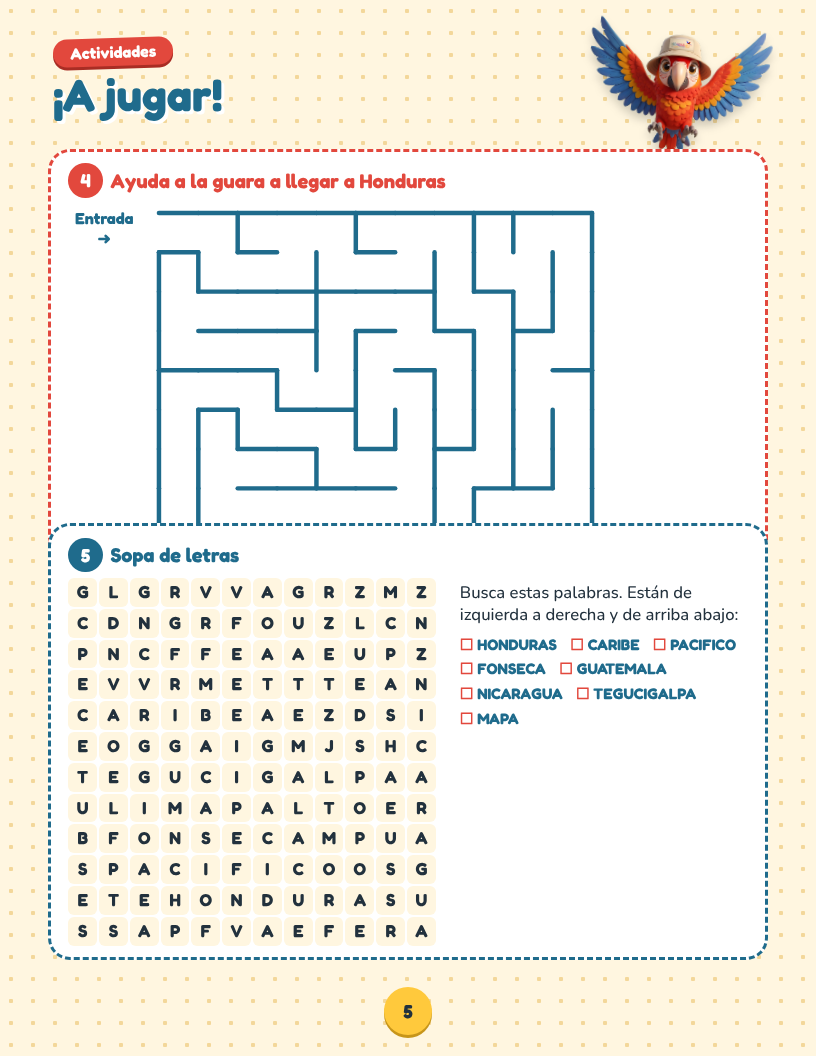 Actividades
¡A jugar!
4 Ayuda a la guara a llegar a Honduras
Entrada
→
5 Sopa de letras
G L G R V V A G R Z M Z
C D N G R F O U Z L C N
P N C F F E A A E U P Z
E V V R M E T T T E A N
C A R I B E A E Z D S I
E O G G A I G M J S H C
T E G U C I G A L P A A
U L I M A P A L T O E R
B F O N S E C A M P U A
S P A C I F I C O O S G
E T E H O N D U R A S U
S S A P F V A E F E R A
Busca estas palabras. Están de
izquierda a derecha y de arriba abajo:
☐ HONDURAS ☐ CARIBE ☐ PACIFICO
☐ FONSECA ☐ GUATEMALA
☐ NICARAGUA ☐ TEGUCIGALPA
☐ MAPA
5